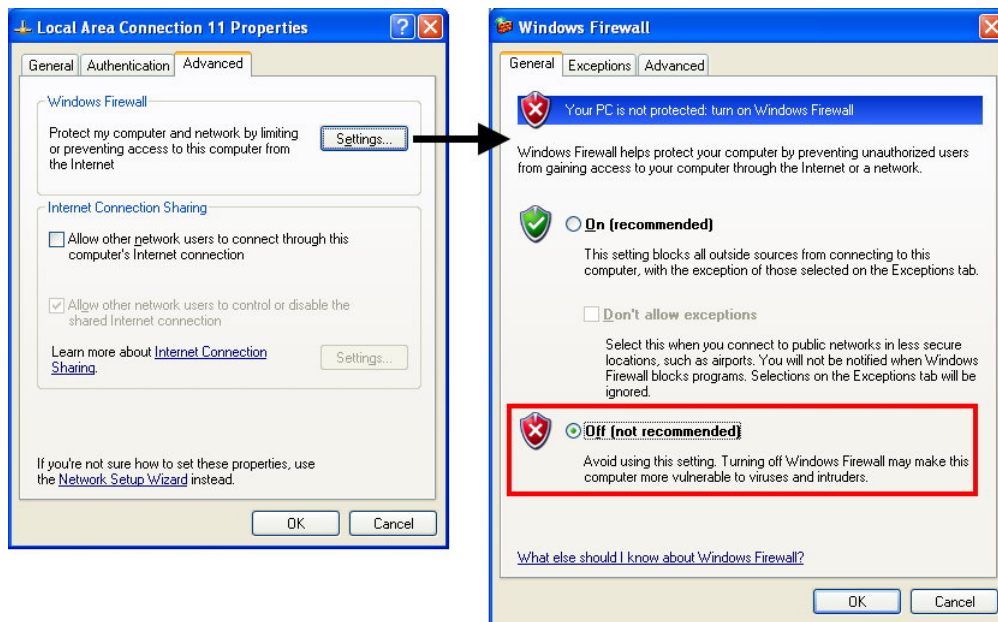 Local Area Connection 11 Properties
General Authentication Advanced
Windows Firewall
Protect my computer and network by limiting
or preventing access to this computer from
the Internet
Settings...
Internet Connection Sharing
Allow other network users to connect through this
computer's Internet connection
Allow other network users to control or disable the
shared Internet connection
Learn more about Internet Connection
Sharing.
Settings...
If you're not sure how to set these properties, use
the Network Setup Wizard instead.
OK Cancel
Windows Firewall
General Exceptions Advanced
Your PC is not protected: turn on Windows Firewall
Windows Firewall helps protect your computer by preventing unauthorized users
from gaining access to your computer through the Internet or a network.
On (recommended)
This setting blocks all outside sources from connecting to this
computer, with the exception of those selected on the Exceptions tab.
Don't allow exceptions
Select this when you connect to public networks in less secure
locations, such as airports. You will not be notified when Windows
Firewall blocks programs. Selections on the Exceptions tab will be
ignored.
Off (not recommended)
Avoid using this setting. Turning off Windows Firewall may make this
computer more vulnerable to viruses and intruders.
What else should I know about Windows Firewall?
OK Cancel